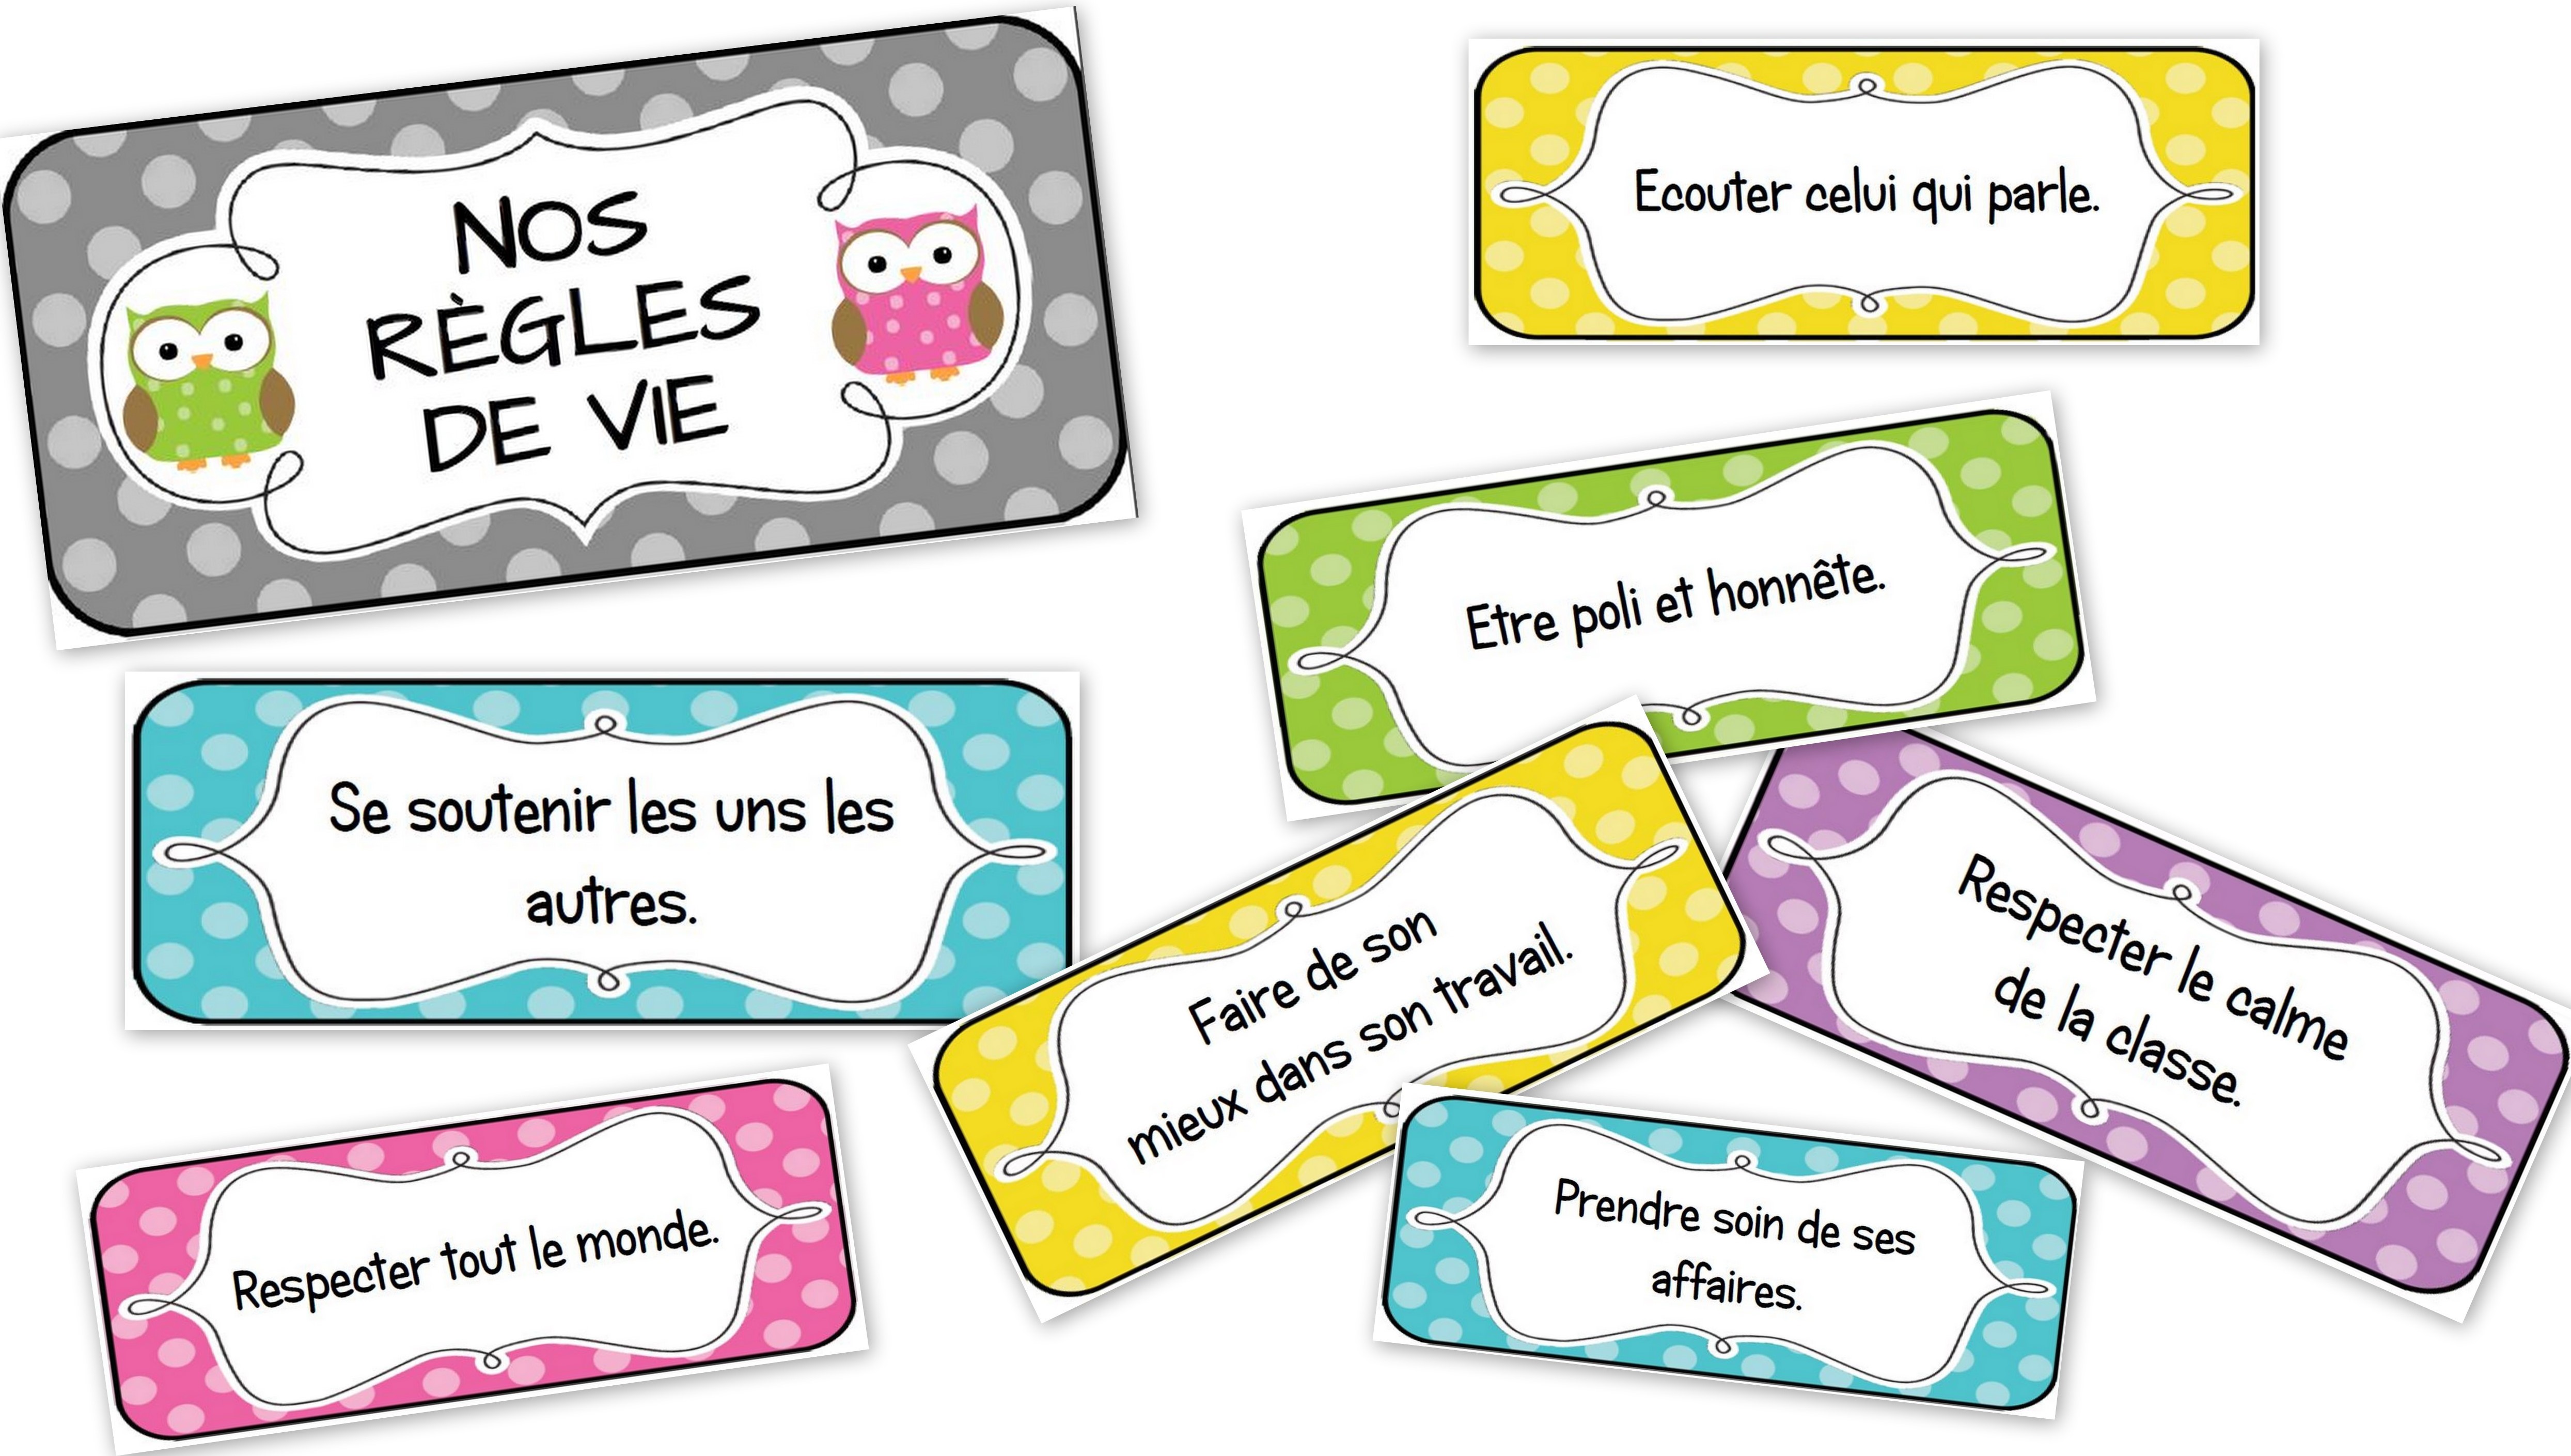 NOS
RÈGLES
DE VIE
Ecouter celui qui parle.
Etre poli et honnête.
Se soutenir les uns les
autres.
Faire de son
mieux dans son travail.
Respecter le calme
de la classe.
Respecter tout le monde.
Prendre soin de ses
affaires.